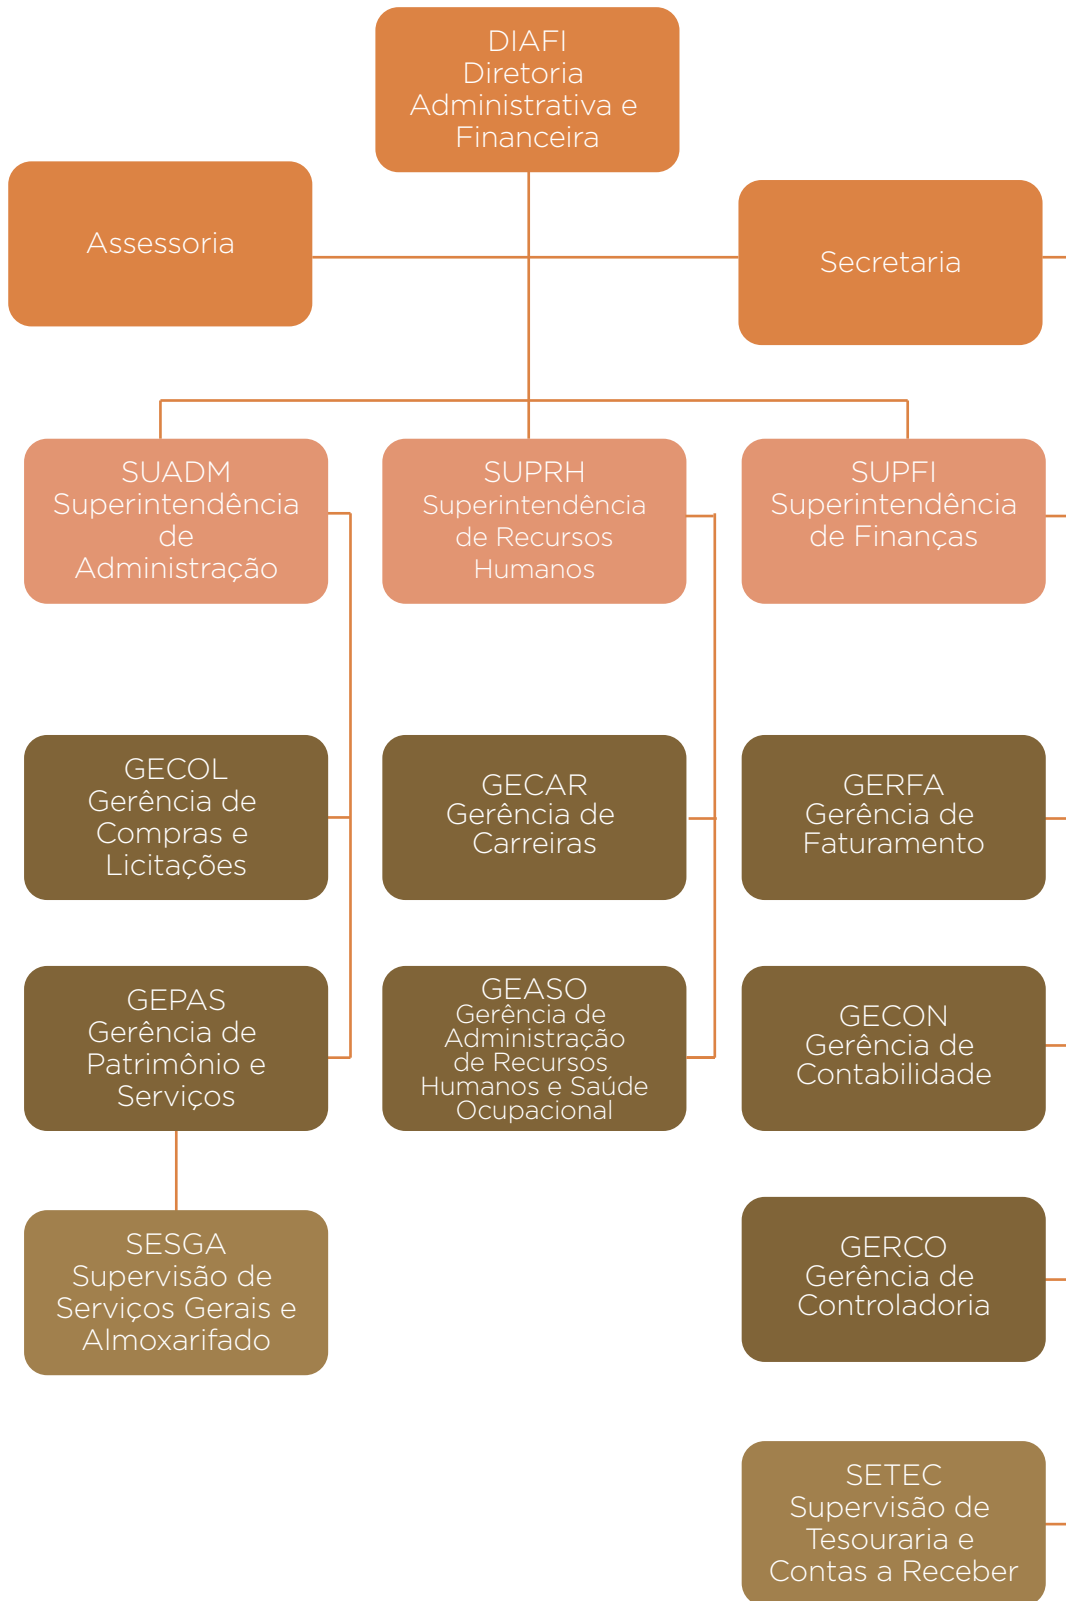 DIAFI
Diretoria
Administrativa e
Financeira
Assessoria
Secretaria
SUADM
Superintendência
de
Administração
SUPRH
Superintendência
de Recursos
Humanos
SUPFI
Superintendência
de Finanças
GECOL
Gerência de
Compras e
Licitações
GECAR
Gerência de
Carreiras
GERFA
Gerência de
Faturamento
GEPAS
Gerência de
Patrimônio e
Serviços
GEASO
Gerência de
Administração
de Recursos
Humanos e Saúde
Ocupacional
GECON
Gerência de
Contabilidade
SESGA
Supervisão de
Serviços Gerais e
Almoxarifado
GERCO
Gerência de
Controladoria
SETEC
Supervisão de
Tesouraria e
Contas a Receber